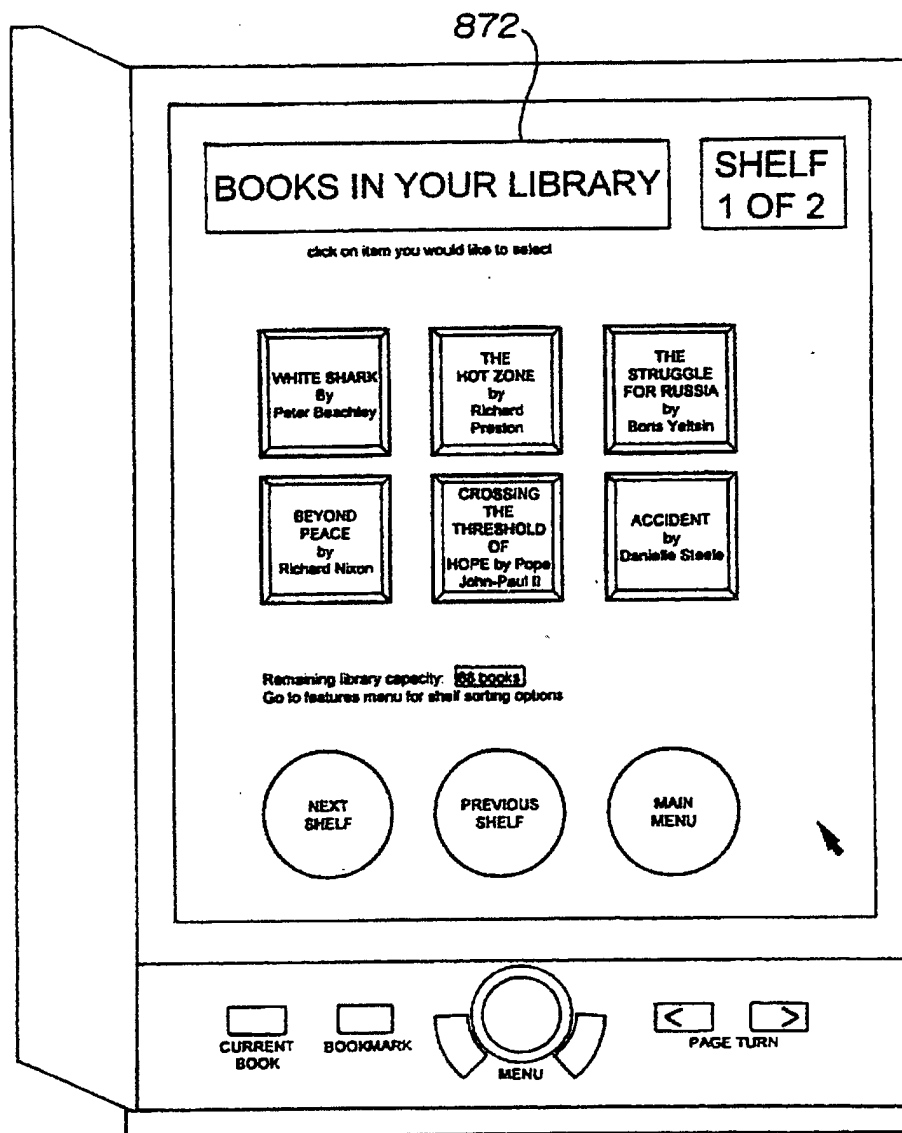 872
BOOKS IN YOUR LIBRARY
SHELF
1 OF 2
click on item you would like to select
WHITE SHARK
By
Peter Beachley
THE
HOT ZONE
by
Richard
Preston
THE
STRUGGLE
FOR RUSSIA
by
Boris Yeltsin
BEYOND
PEACE
by
Richard Nixon
CROSSING
THE
THRESHOLD
OF
HOPE by Pope
John-Paul II
ACCIDENT
by
Danielle Steele
Remaining library capacity: books
Go to features menu for shelf sorting options
NEXT
SHELF
PREVIOUS
SHELF
MAIN
MENU
CURRENT
BOOK
BOOKMARK
MENU
< >
PAGE TURN